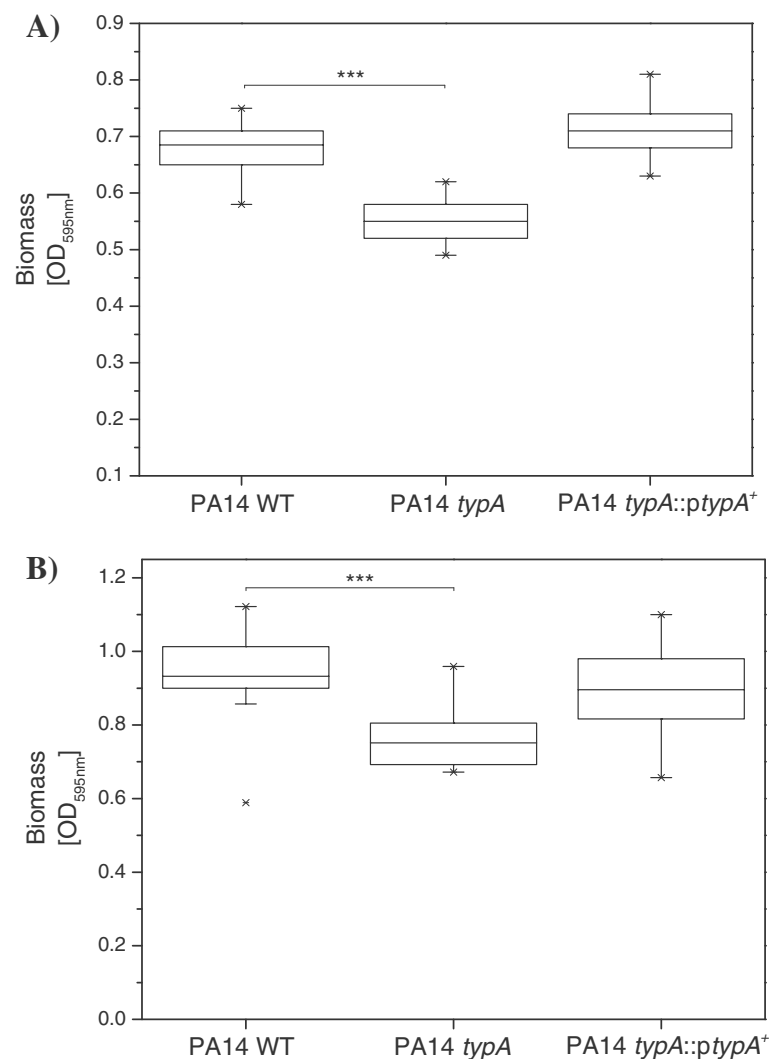 A)
0.9
0.8
0.7
0.6
0.5
0.4
0.3
0.2
0.1
Biomass
[OD595nm]
***
PA14 WT
PA14 typA
PA14 typA::ptypA+
B)
1.2
1.0
0.8
0.6
0.4
0.2
0.0
Biomass
[OD595nm]
***
PA14 WT
PA14 typA
PA14 typA::ptypA+